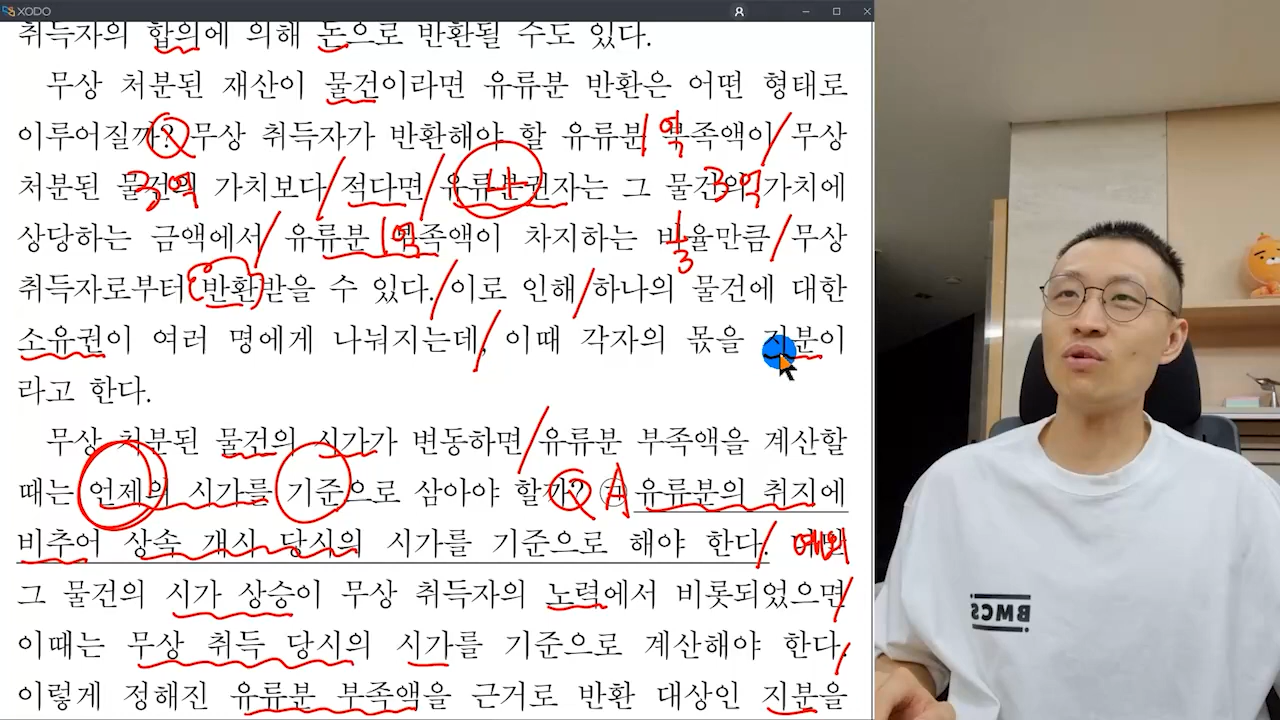 XODO
취득자의 합의에 의해 돈으로 반환될 수도 있다.
무상 처분된 재산이 물건이라면 유류분 반환은 어떤 형태로
이루어질까? Q 무상 취득자가 반환해야 할 유류분 1억 부족액이 무상
처분된 물건의 3억 가치보다 적다면 유류분권자는 나 그 물건의 3억 가치에
상당하는 금액에서 유류분 1억 부족액이 차지하는 비율만큼 1/3 무상
취득자로부터 반환받을 수 있다. 이로 인해 하나의 물건에 대한
소유권이 여러 명에게 나눠지는데, 이때 각자의 몫을 지분이
라고 한다.
무상 처분된 물건의 시가가 변동하면 유류분 부족액을 계산할
때는 언제의 시가를 기준으로 삼아야 할까? Q ㉠ A 유류분의 취지에
비추어 상속 개시 당시의 시가를 기준으로 해야 한다. 다만 예외
그 물건의 시가 상승이 무상 취득자의 노력에서 비롯되었으면
이때는 무상 취득 당시의 시가를 기준으로 계산해야 한다.
이렇게 정해진 유류분 부족액을 근거로 반환 대상인 지분을
BMCS